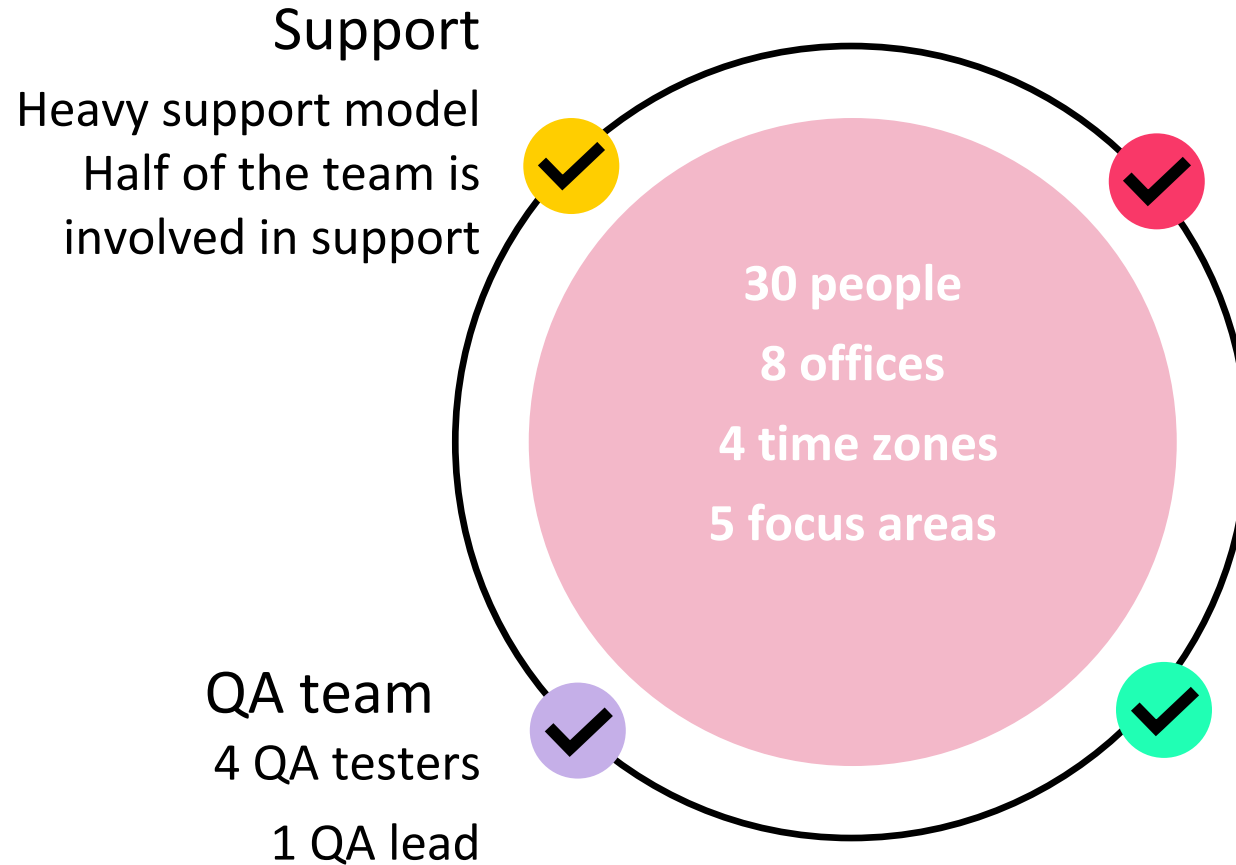 Support
Heavy support model
Half of the team is
involved in support
30 people
8 offices
4 time zones
5 focus areas
QA team
4 QA testers
1 QA lead